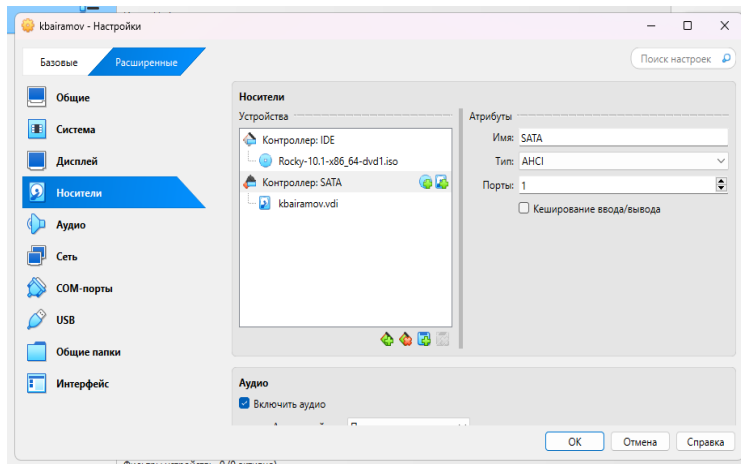 kbairamov - Настройки
Базовые
Расширенные
Поиск настроек
Общие
Система
Дисплей
Носители
Аудио
Сеть
COM-порты
USB
Общие папки
Интерфейс
Носители
Устройства
Контроллер: IDE
Rocky-10.1-x86_64-dvd1.iso
Контроллер: SATA
kbairamov.vdi
Атрибуты
Имя: SATA
Тип: AHCI
Порты: 1
Кеширование ввода/вывода
Аудио
Включить аудио
OK Отмена Справка